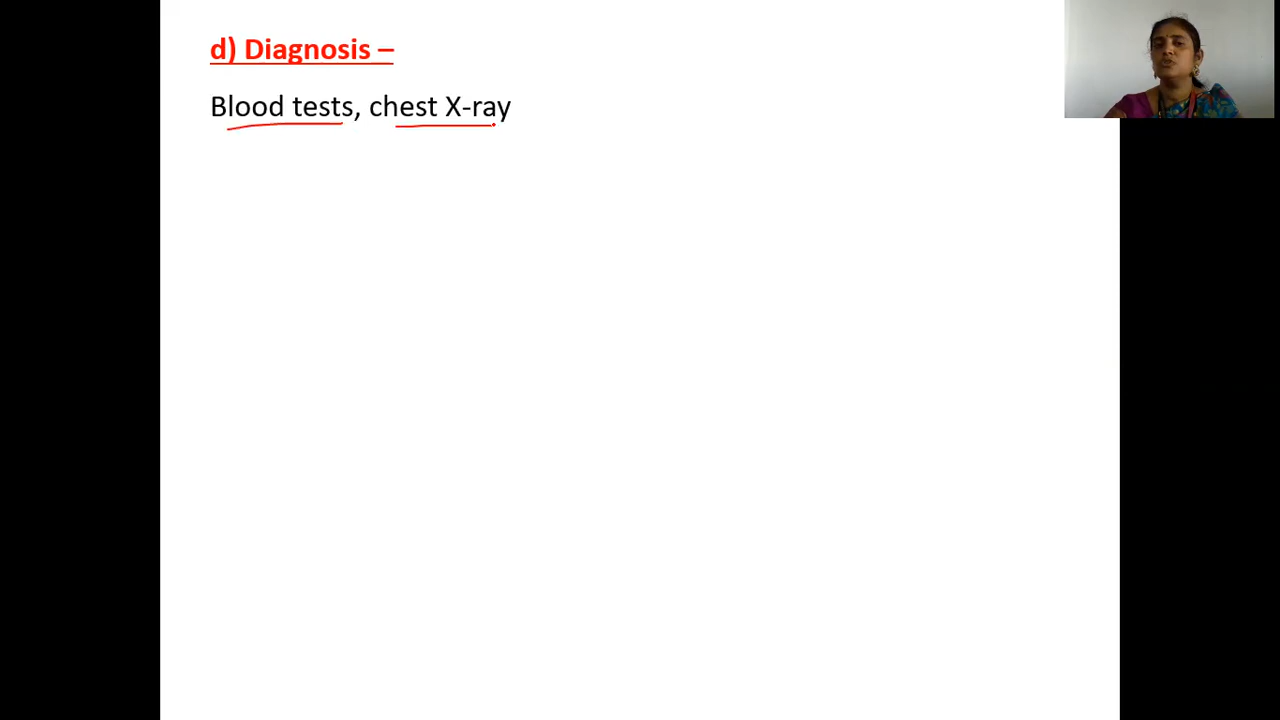 d) Diagnosis –
Blood tests, chest X-ray